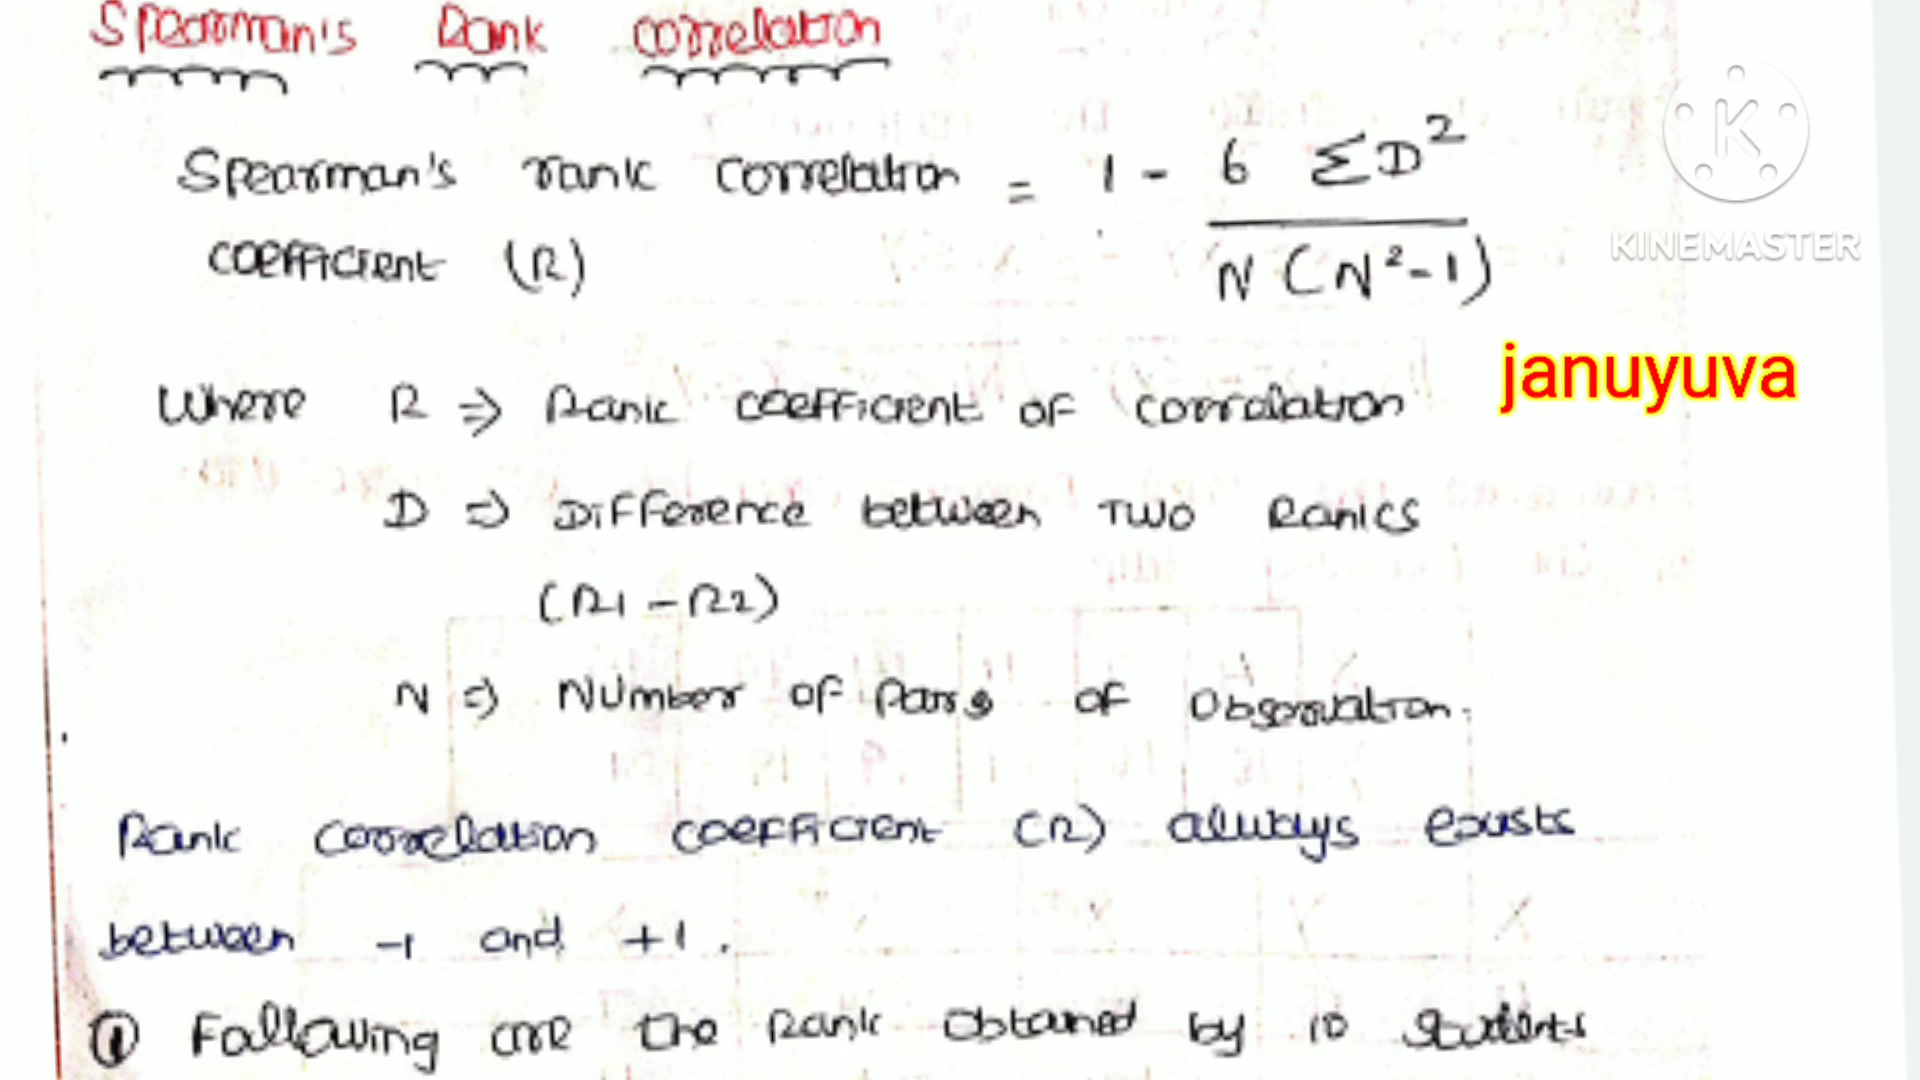 Spearman's Rank correlation
Spearman's rank correlation = 1 - 6 ΣD²
coefficient (R) N (N²-1)
KINEMASTER
januyuva
Where R ⇒ Rank coefficient of correlation
D ⇒ Difference between Two Ranks
(R1 - R2)
N ⇒ Number of Pairs of Observation.
Rank correlation coefficient (R) always exists
between -1 and +1.
① Following are the Rank obtained by 10 students